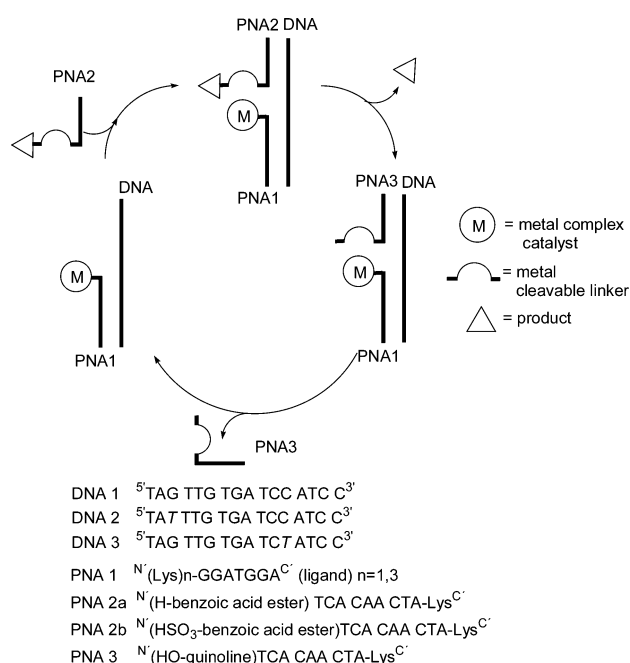 PNA2 DNA
PNA2
M
PNA1
DNA
M
PNA1
PNA3 DNA
M
PNA1
M = metal complex
catalyst
= metal
cleavable linker
= product
PNA3
DNA 1 5'TAG TTG TGA TCC ATC C3'
DNA 2 5'TAT TTG TGA TCC ATC C3'
DNA 3 5'TAG TTG TGA TCT ATC C3'
PNA 1 N´(Lys)n-GGATGGAC´ (ligand) n=1,3
PNA 2a N´(H-benzoic acid ester) TCA CAA CTA-LysC´
PNA 2b N´(HSO3-benzoic acid ester)TCA CAA CTA-LysC´
PNA 3 N´(HO-quinoline)TCA CAA CTA-LysC´